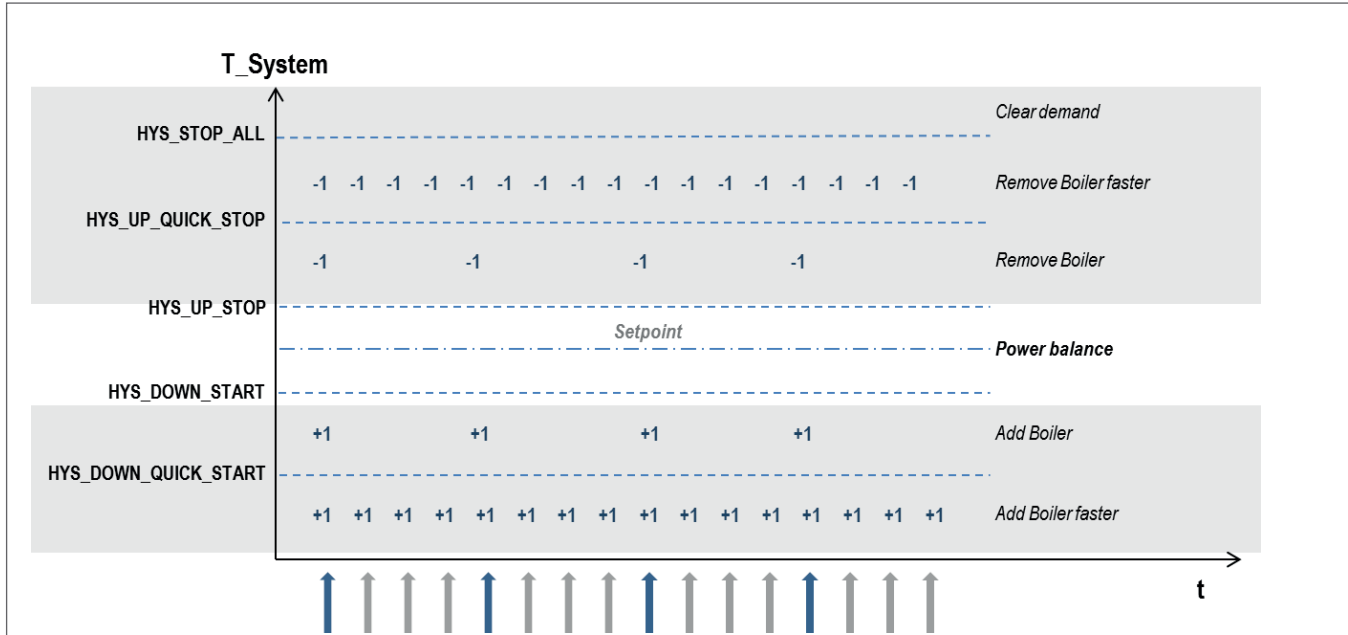 T_System
Clear demand
HYS_STOP_ALL
-1 -1 -1 -1 -1 -1 -1 -1 -1 -1 -1 -1 -1 -1 -1 -1 -1 Remove Boiler faster
HYS_UP_QUICK_STOP
-1 -1 -1 -1 Remove Boiler
HYS_UP_STOP
Setpoint
Power balance
HYS_DOWN_START
+1 +1 +1 +1 Add Boiler
HYS_DOWN_QUICK_START
+1 +1 +1 +1 +1 +1 +1 +1 +1 +1 +1 +1 +1 +1 +1 +1 Add Boiler faster
t